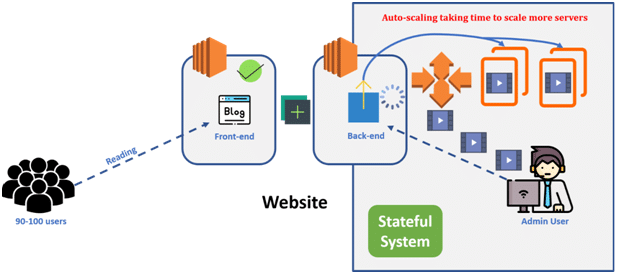 Auto-scaling taking time to scale more servers
Blog
Front-end
Back-end
Reading
90-100 users
Website
Stateful
System
Admin User